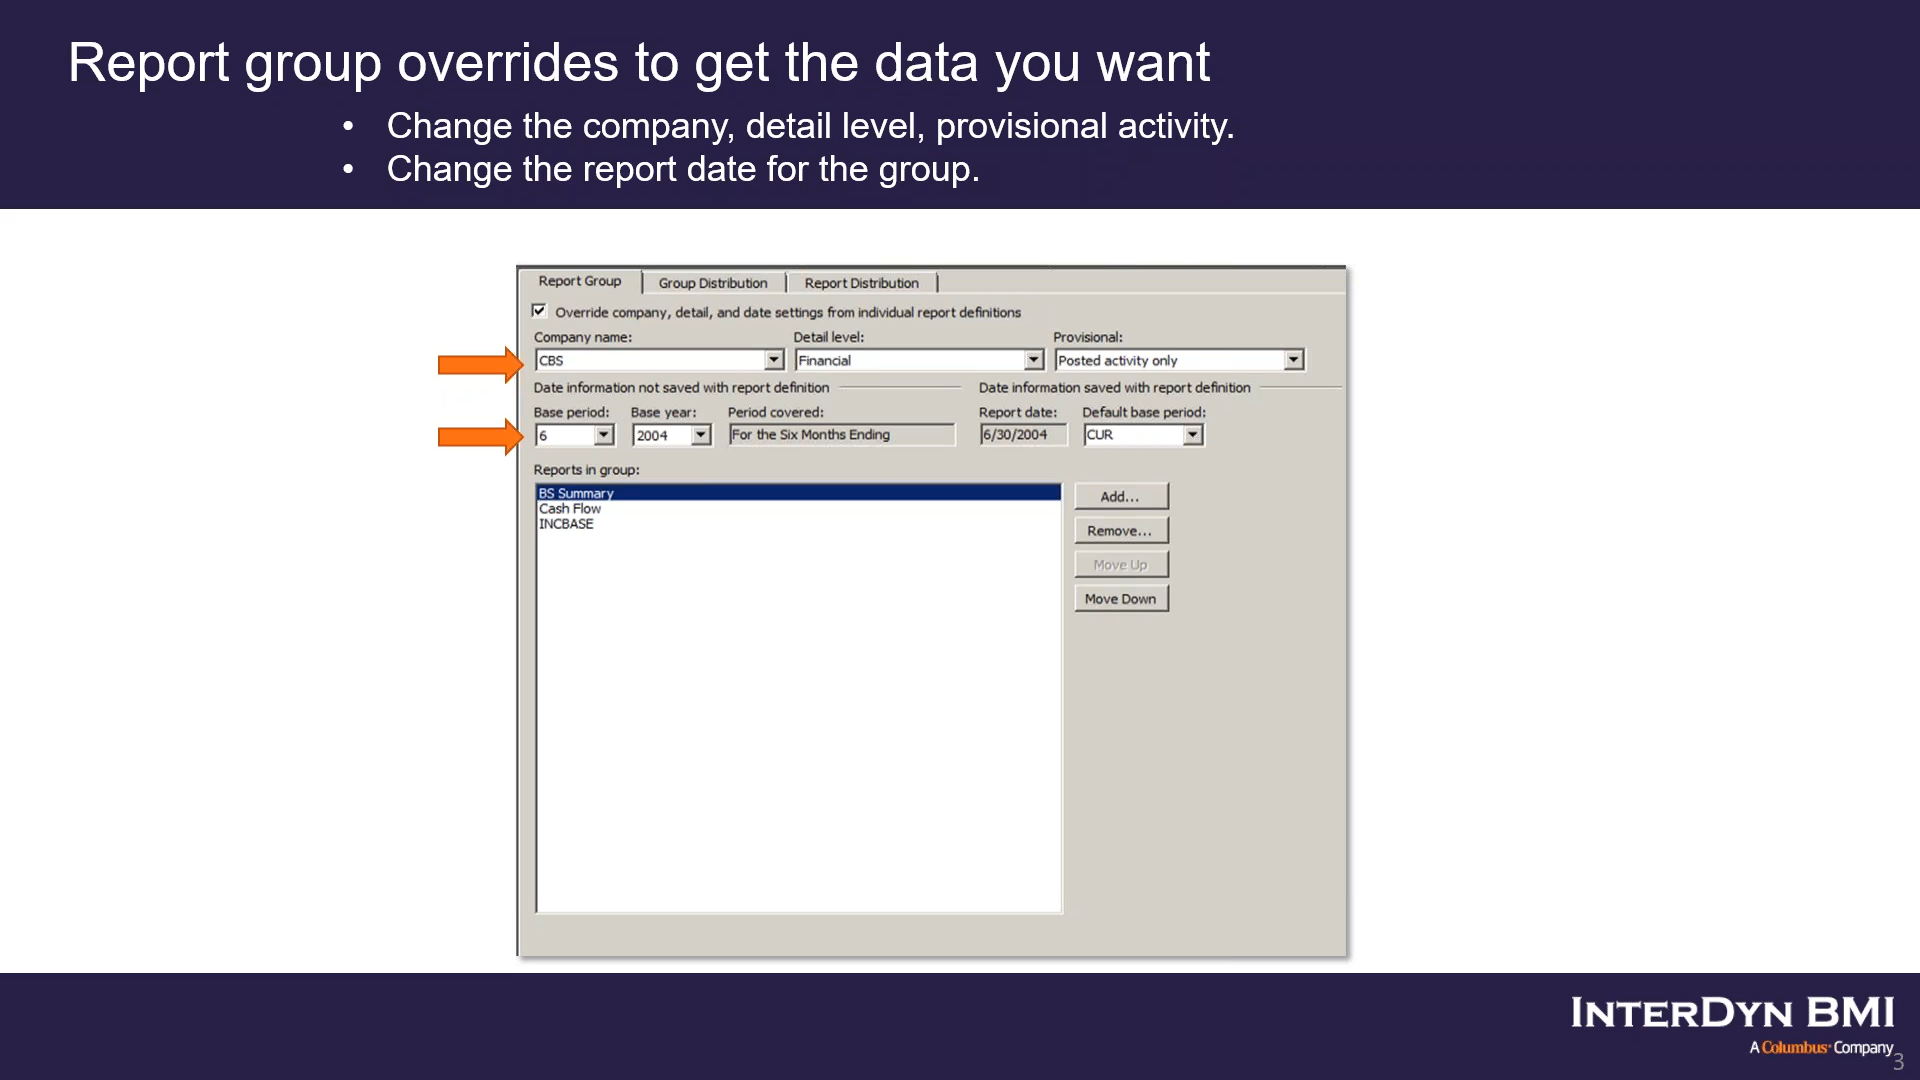 Report group overrides to get the data you want
• Change the company, detail level, provisional activity.
• Change the report date for the group.
Report Group Group Distribution Report Distribution
Override company, detail, and date settings from individual report definitions
Company name: Detail level: Provisional:
CBS Financial Posted activity only
Date information not saved with report definition Date information saved with report definition
Base period: Base year: Period covered: Report date: Default base period:
6 2004 For the Six Months Ending 6/30/2004 CUR
Reports in group:
BS Summary
Cash Flow
INCBASE
Add...
Remove...
Move Up
Move Down
INTERDYN BMI
A Columbus Company
3